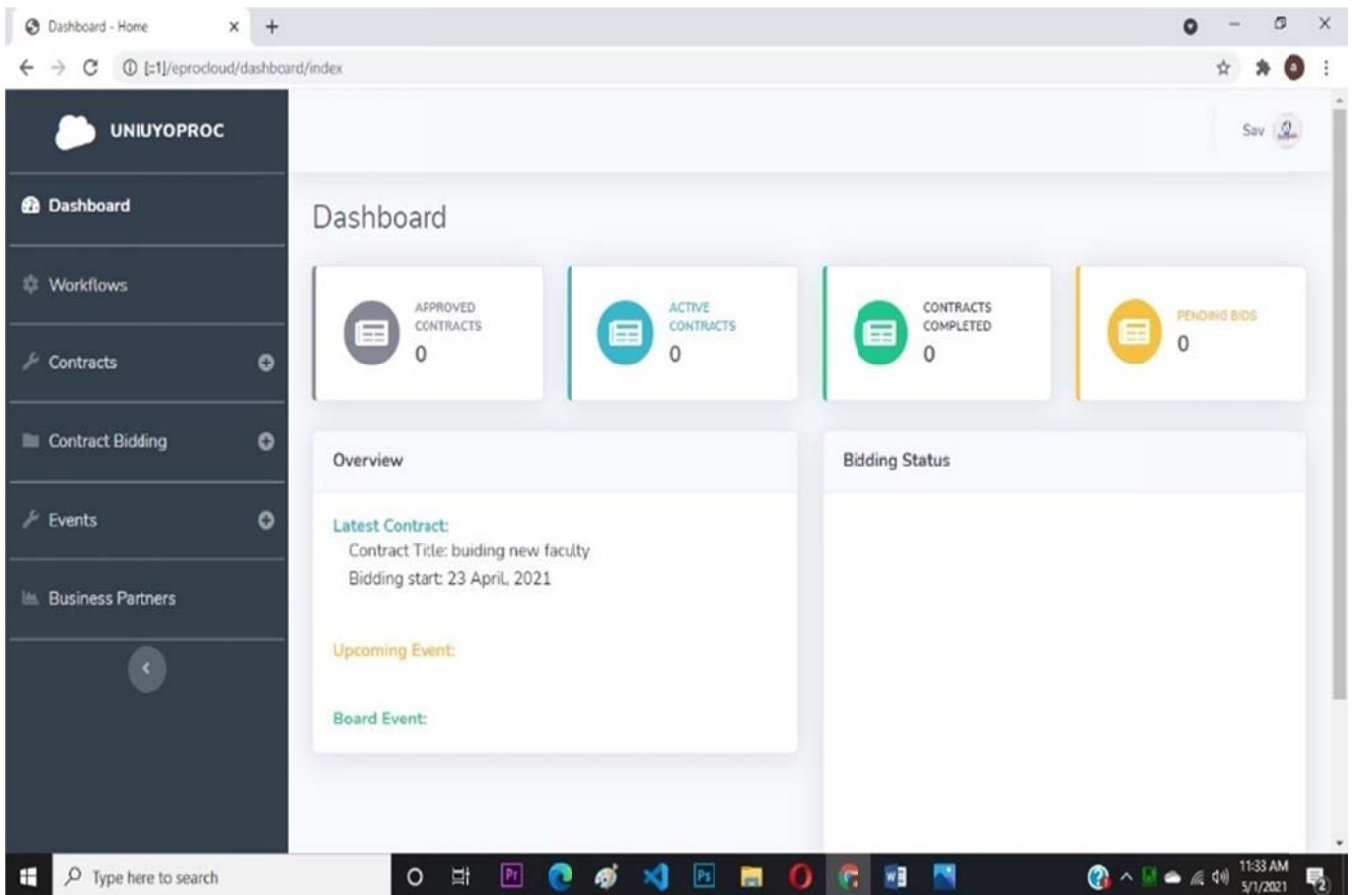 Dashboard - Home
[::1]/eprocloud/dashboard/index
a
UNIUYOPROC
Sav
Dashboard
Workflows
Contracts
Contract Bidding
Events
Business Partners
Dashboard
APPROVED
CONTRACTS
0
ACTIVE
CONTRACTS
0
CONTRACTS
COMPLETED
0
PENDING BIDS
0
Overview
Latest Contract:
Contract Title: buiding new faculty
Bidding start: 23 April, 2021
Upcoming Event:
Board Event:
Bidding Status
Type here to search
Pr
Ps
W
11:33 AM
5/1/2021
2